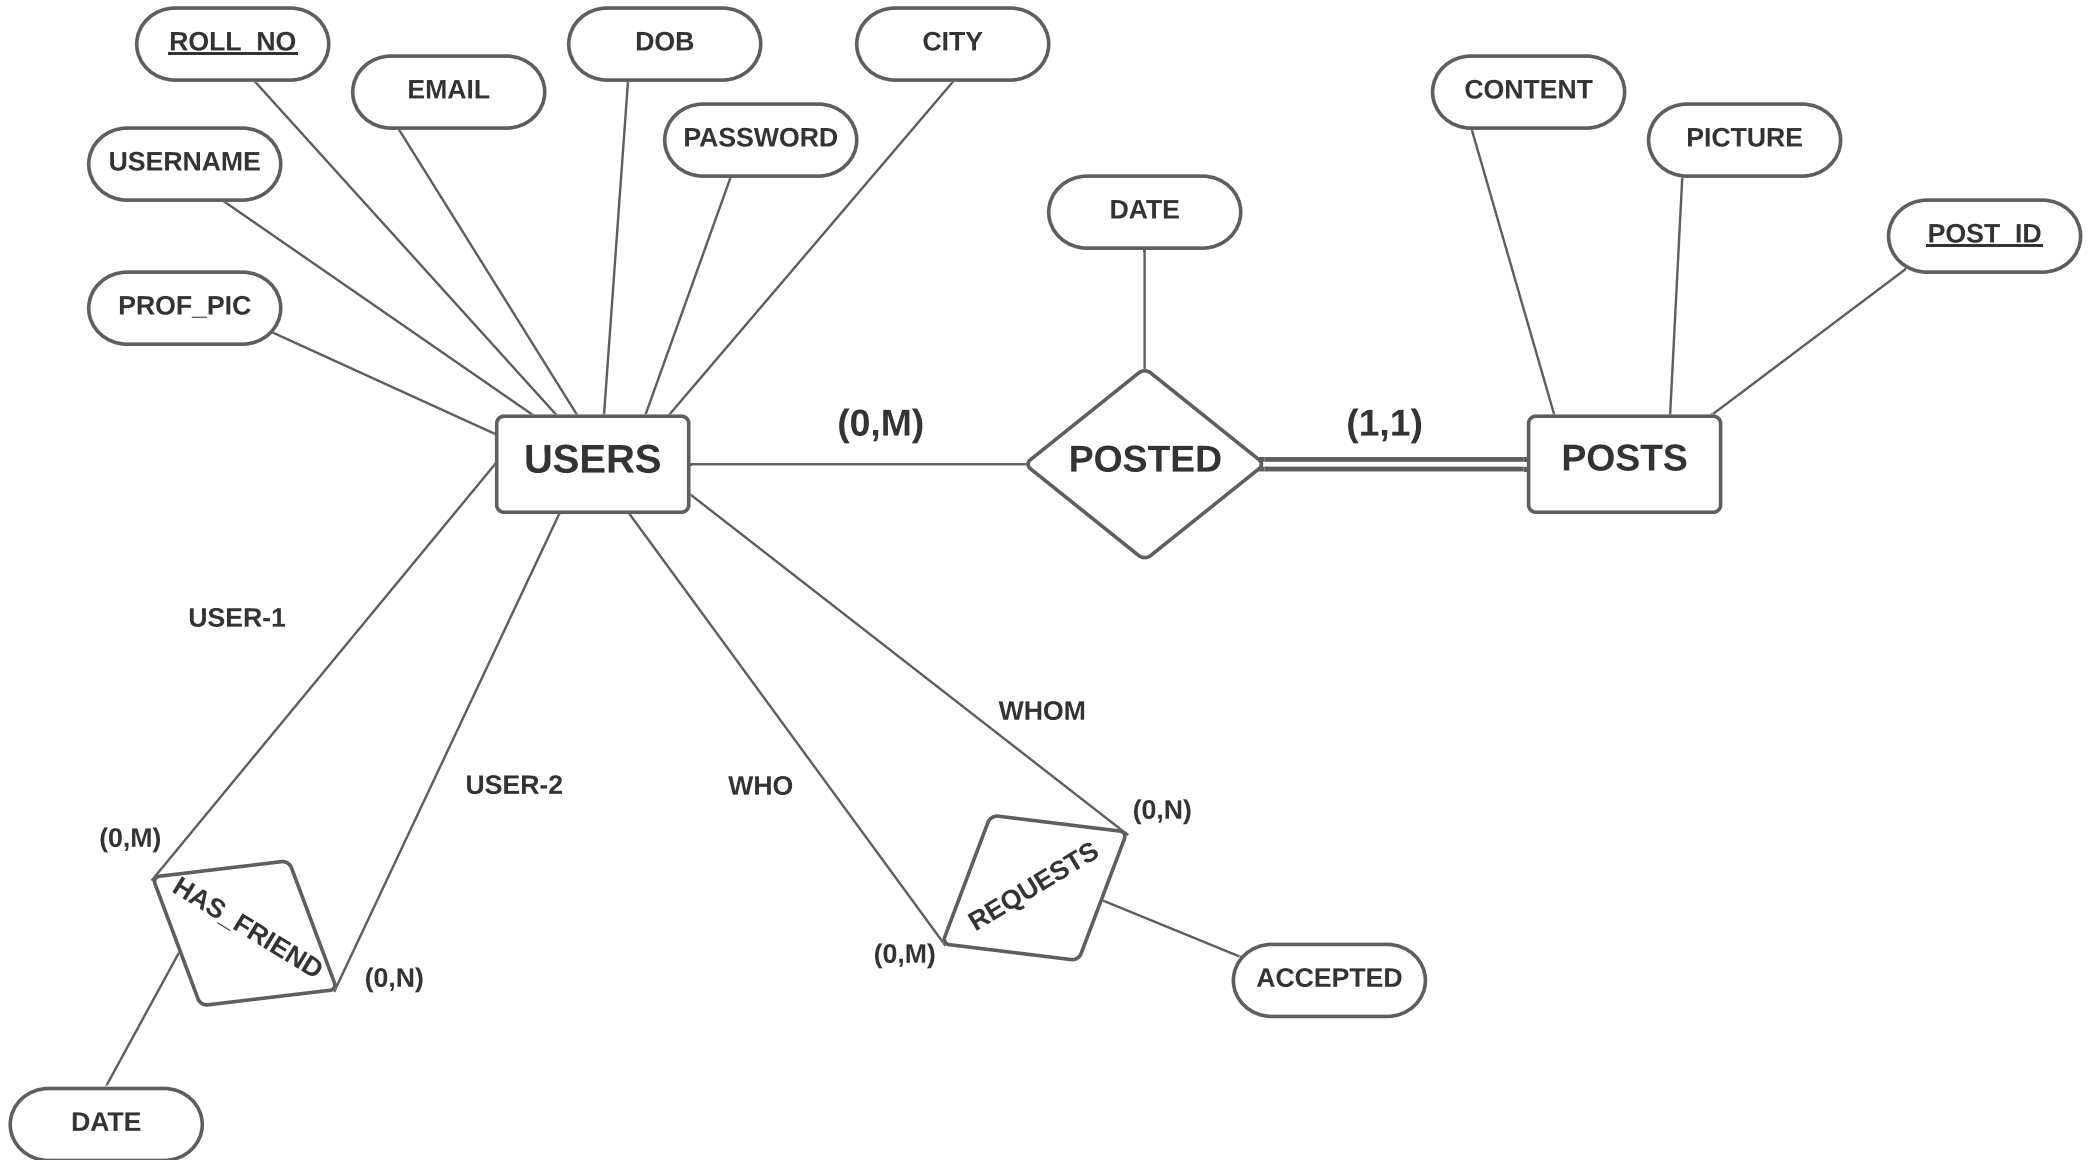 ROLL_NO
DOB
CITY
EMAIL
CONTENT
PASSWORD
PICTURE
USERNAME
DATE
POST_ID
PROF_PIC
(0,M)
(1,1)
USERS
POSTED
POSTS
USER-1
WHOM
USER-2
WHO
(0,N)
(0,M)
REQUESTS
HAS_FRIEND
(0,M)
(0,N)
ACCEPTED
DATE